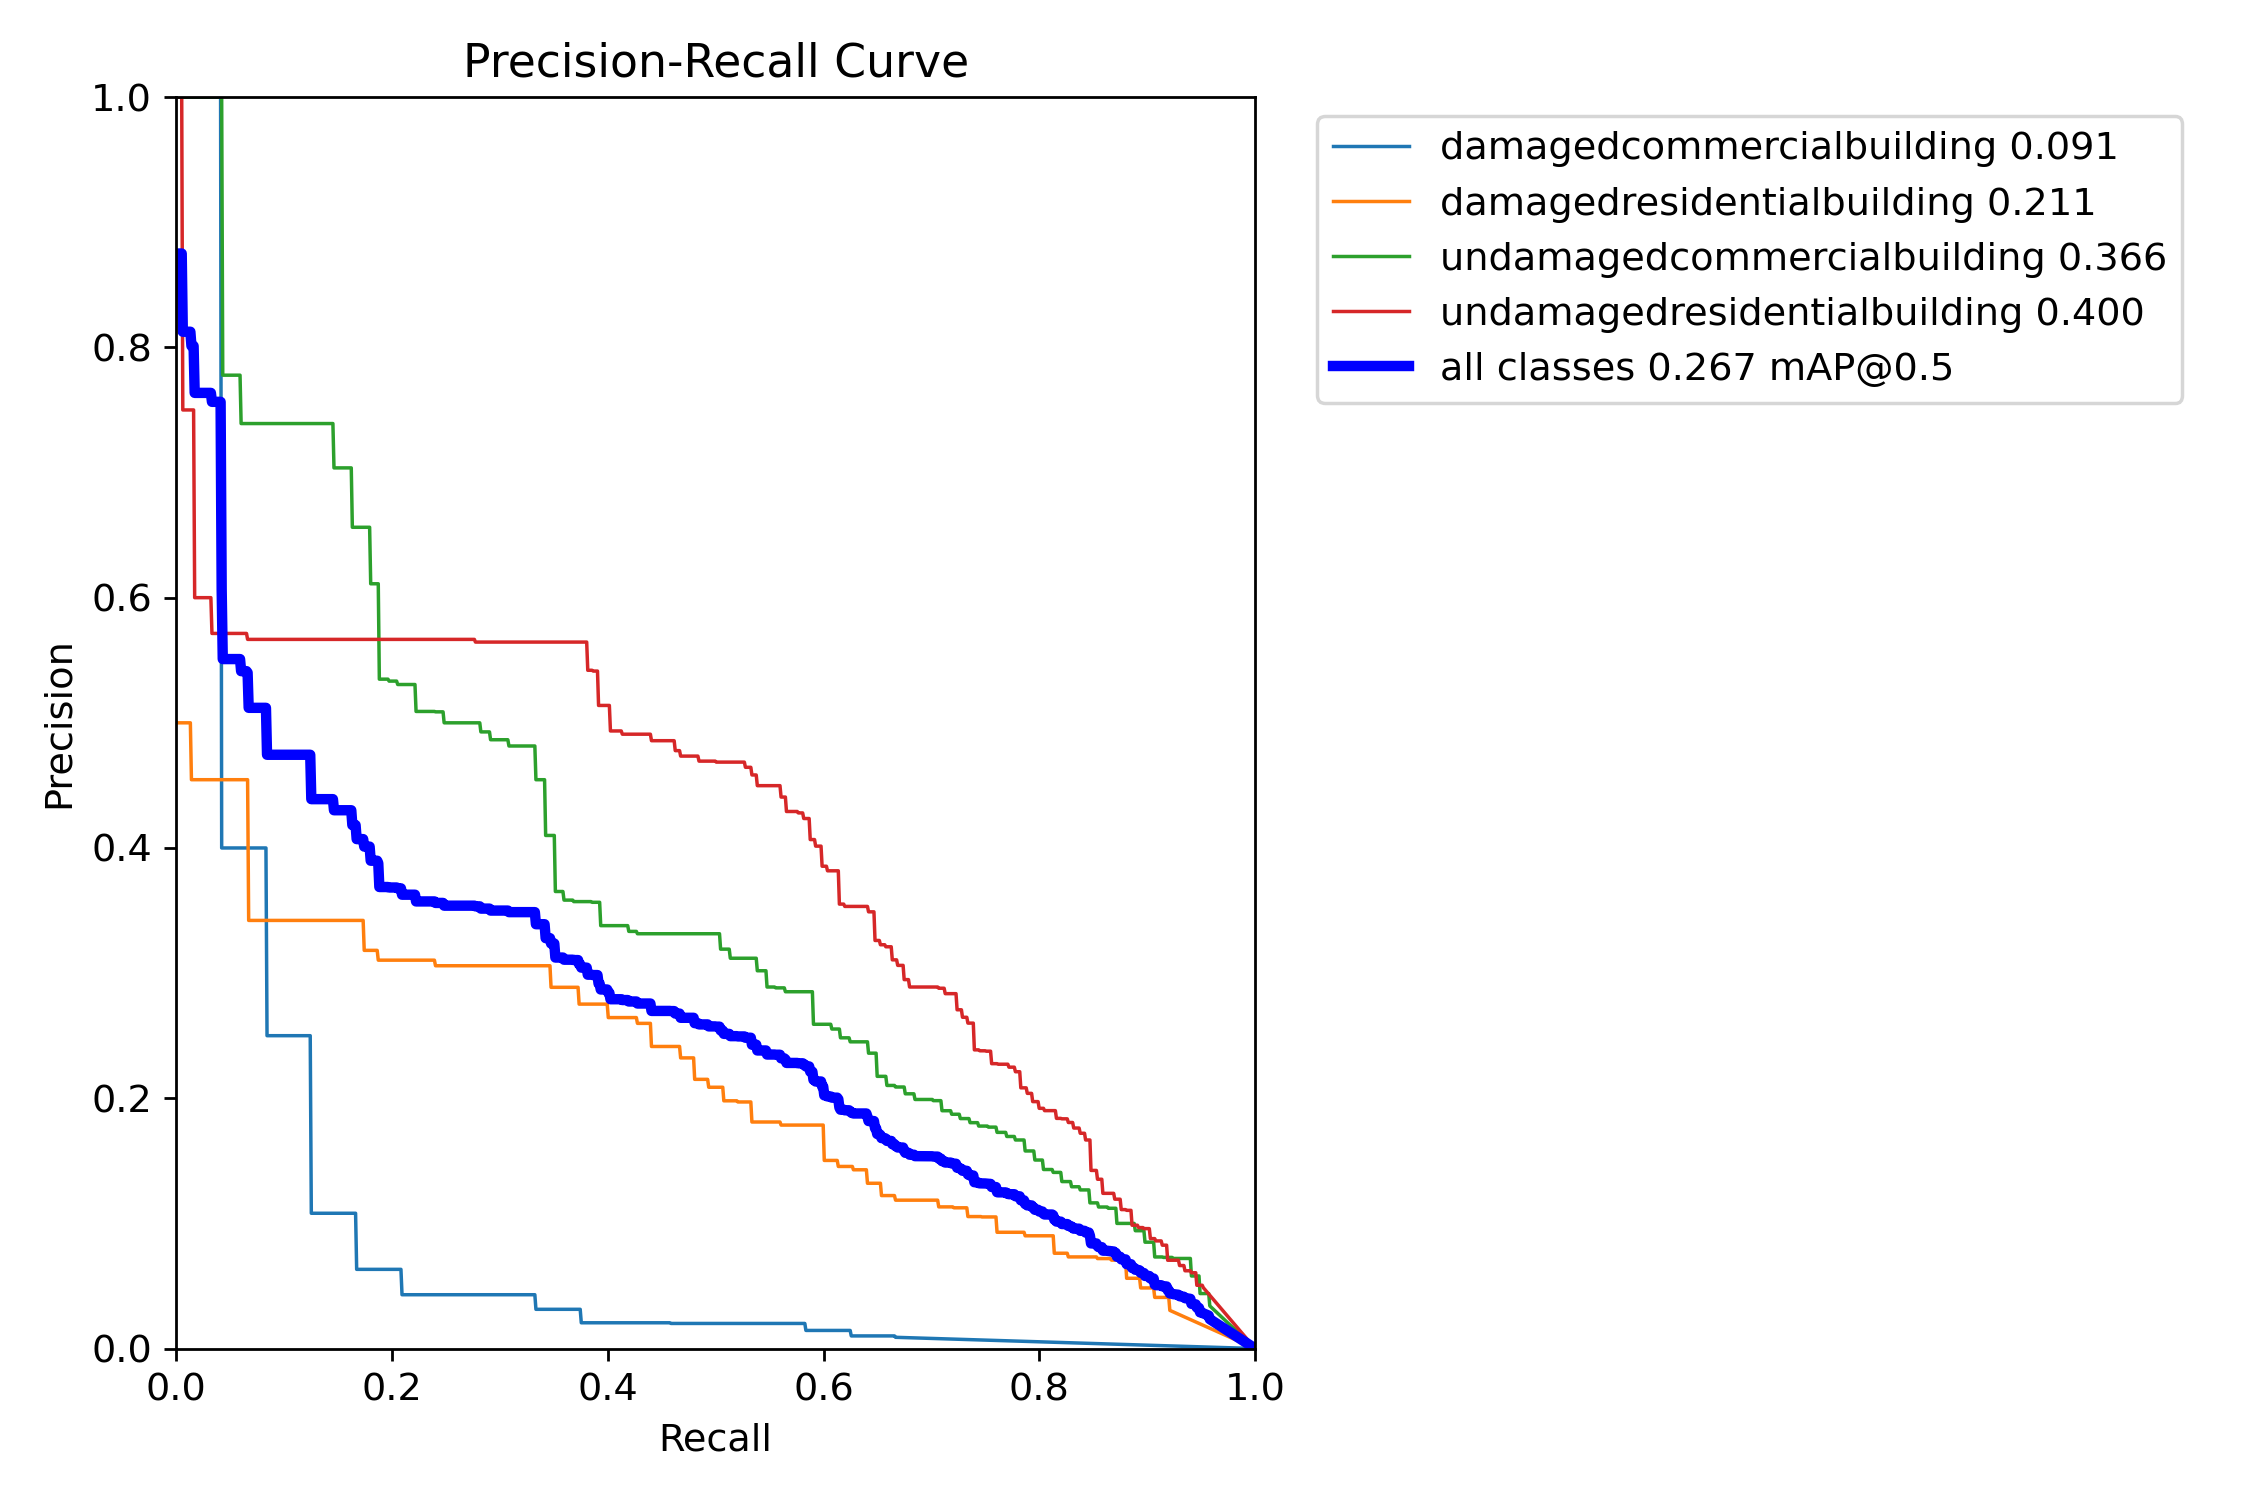 Precision-Recall Curve
1.0
0.8
0.6
0.4
0.2
0.0
Precision
0.0 0.2 0.4 0.6 0.8 1.0
Recall
damagedcommercialbuilding 0.091
damagedresidentialbuilding 0.211
undamagedcommercialbuilding 0.366
undamagedresidentialbuilding 0.400
all classes 0.267 mAP@0.5